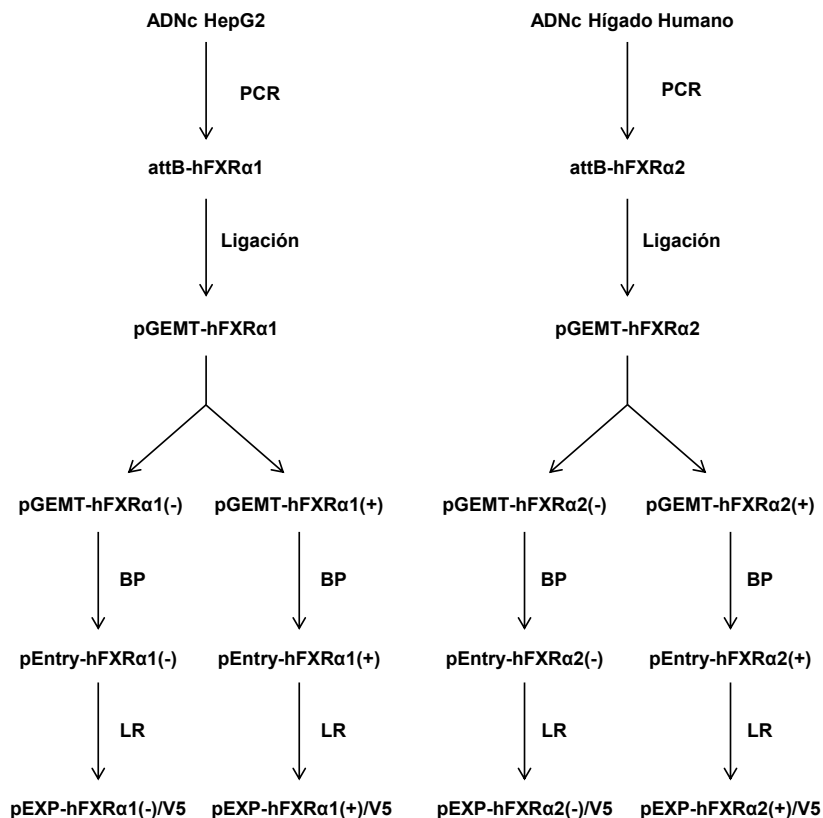 ADNc HepG2
ADNc Hígado Humano
PCR
PCR
attB-hFXRα1
attB-hFXRα2
Ligación
Ligación
pGEMT-hFXRα1
pGEMT-hFXRα2
pGEMT-hFXRα1(-)
pGEMT-hFXRα1(+)
pGEMT-hFXRα2(-)
pGEMT-hFXRα2(+)
BP
BP
BP
BP
pEntry-hFXRα1(-)
pEntry-hFXRα1(+)
pEntry-hFXRα2(-)
pEntry-hFXRα2(+)
LR
LR
LR
LR
pEXP-hFXRα1(-)/V5
pEXP-hFXRα1(+)/V5
pEXP-hFXRα2(-)/V5
pEXP-hFXRα2(+)/V5